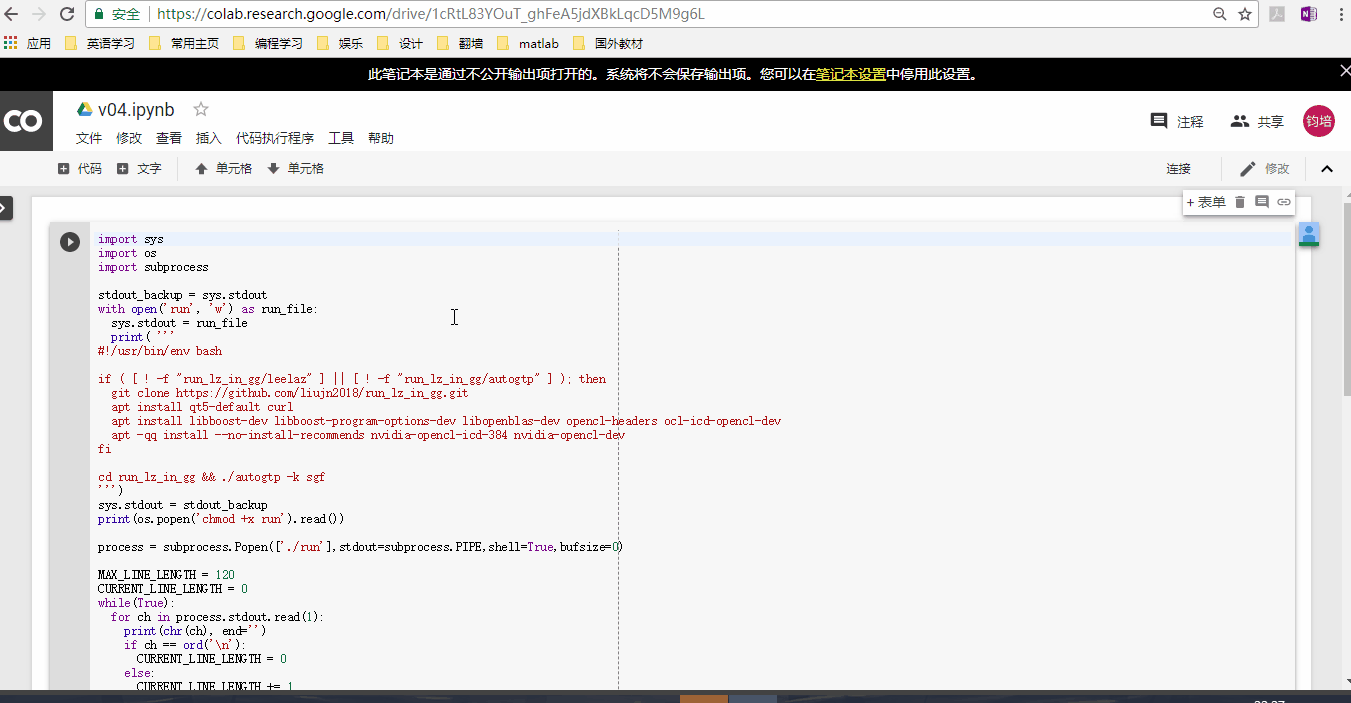 安全 https://colab.research.google.com/drive/1cRtL83YOuT_ghFeA5jdXBkLqcD5M9g6L
应用 英语学习 常用主页 编程学习 娱乐 设计 翻墙 matlab 国外教材
此笔记本是通过不公开输出项打开的。系统将不会保存输出项。您可以在笔记本设置中停用此设置。
CO v04.ipynb
注释 共享 钧培
文件 修改 查看 插入 代码执行程序 工具 帮助
代码 文字 单元格 单元格 连接 修改
+ 表单
import sys
import os
import subprocess
stdout_backup = sys.stdout
with open('run', 'w') as run_file:
  sys.stdout = run_file
  print( '''
#!/usr/bin/env bash
if ( [ ! -f "run_lz_in_gg/leelaz" ] || [ ! -f "run_lz_in_gg/autogtp" ] ); then
  git clone https://github.com/liujn2018/run_lz_in_gg.git
  apt install qt5-default curl
  apt install libboost-dev libboost-program-options-dev libopenblas-dev opencl-headers ocl-icd-opencl-dev
  apt -qq install --no-install-recommends nvidia-opencl-icd-384 nvidia-opencl-dev
fi
cd run_lz_in_gg && ./autogtp -k sgf
''')
sys.stdout = stdout_backup
print(os.popen('chmod +x run').read())
process = subprocess.Popen(['./run'],stdout=subprocess.PIPE,shell=True,bufsize=0)
MAX_LINE_LENGTH = 120
CURRENT_LINE_LENGTH = 0
while(True):
  for ch in process.stdout.read(1):
    print(chr(ch), end='')
    if ch == ord('\n'):
      CURRENT_LINE_LENGTH = 0
    else:
      CURRENT_LINE_LENGTH += 1